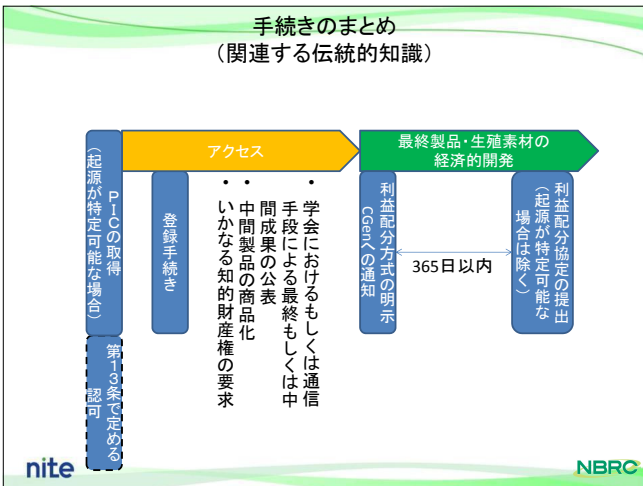 手続きのまとめ
（関連する伝統的知識）
アクセス
最終製品・生殖素材の
経済的開発
PICの取得
（起源が特定可能な場合）
第13条で定める
認可
登録手続き
・学会におけるもしくは通信
手段による最終もしくは中
間成果の公表
・中間製品の商品化
・いかなる知的財産権の要求
利益配分方式の明示
CGenへの通知
365日以内
利益配分協定の提出
（起源が特定可能な
場合は除く）
nite
NBRC